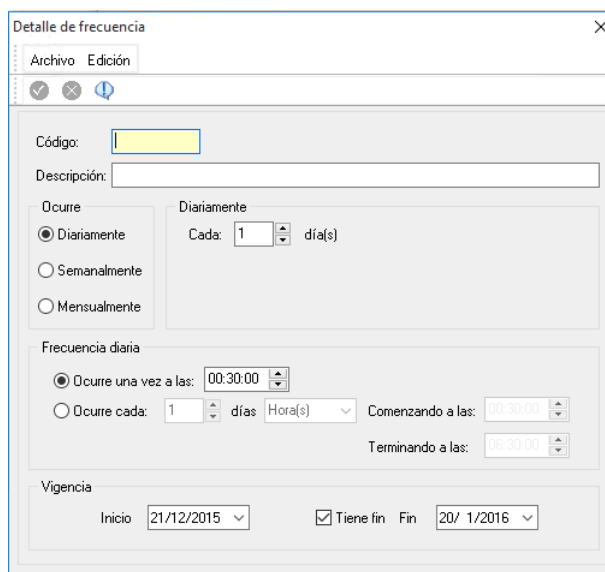 Detalle de frecuencia
Archivo Edición
Código:
Descripción:
Ocurre
Diariamente
Semanalmente
Mensualmente
Diariamente
Cada: 1 día(s)
Frecuencia diaria
Ocurre una vez a las: 00:30:00
Ocurre cada: 1 días Hora(s) Comenzando a las: 00:30:00
Terminando a las: 06:30:00
Vigencia
Inicio 21/12/2015 Tiene fin Fin 20/ 1/2016